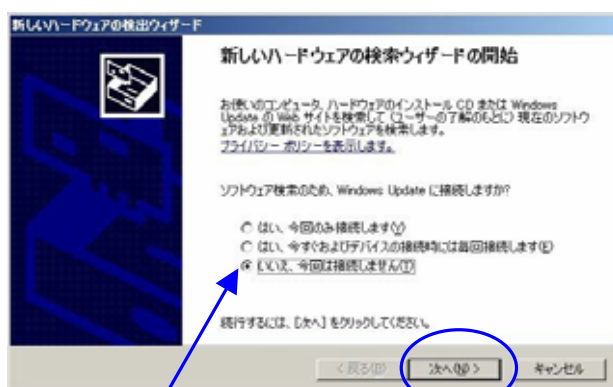 新しいハードウェアの検出ウィザード
新しいハードウェアの検索ウィザードの開始
お使いのコンピュータ、ハードウェアのインストール CD または Windows
Update の Web サイトを検索して (ユーザーの了解のもとに) 現在のソフトウ
ェアおよび更新されたソフトウェアを検索します。
プライバシー ポリシーを表示します。
ソフトウェア検索のため、Windows Update に接続しますか?
はい、今回のみ接続します(Y)
はい、今すぐおよびデバイスの接続時には毎回接続します(E)
いいえ、今回は接続しません(T)
続行するには、[次へ] をクリックしてください。
< 戻る(B) 次へ(N) > キャンセル